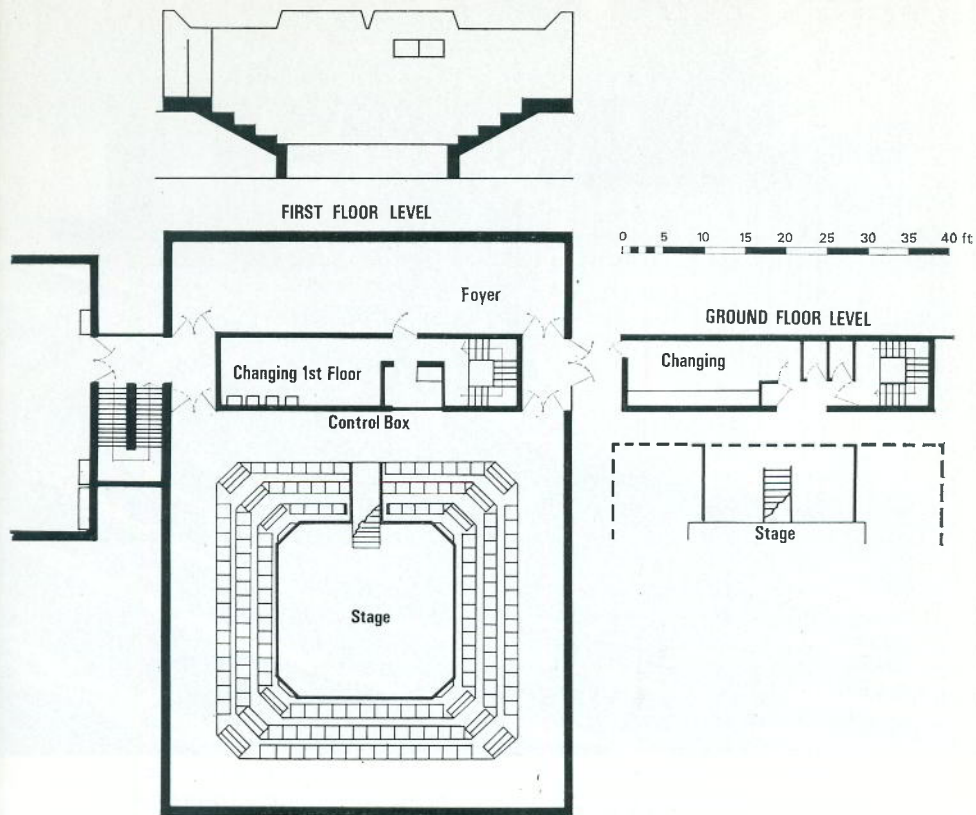 FIRST FLOOR LEVEL
0 5 10 15 20 25 30 35 40 ft
Foyer
GROUND FLOOR LEVEL
Changing 1st Floor
Changing
Control Box
Stage
Stage